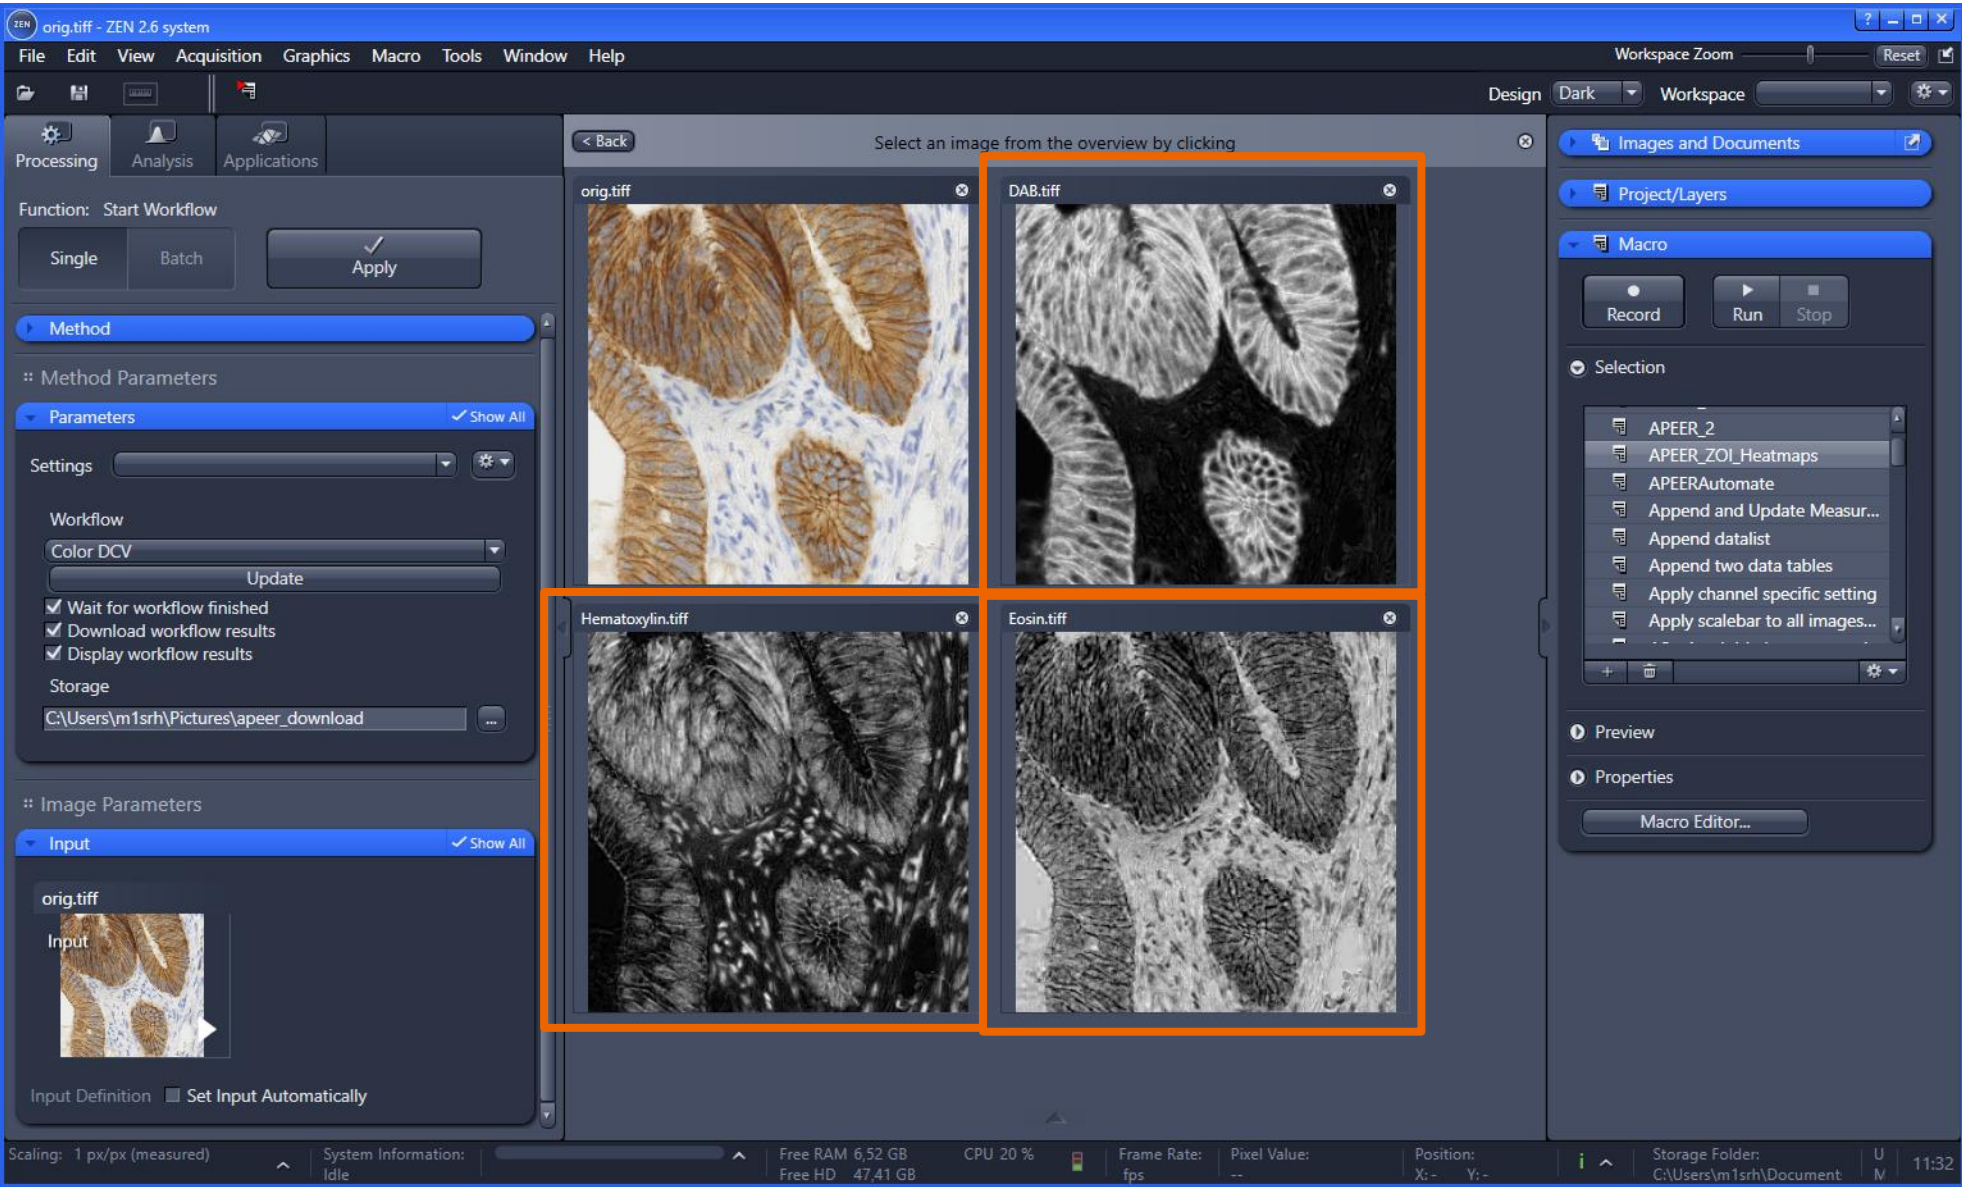 ZEN
orig.tiff - ZEN 2.6 system
File Edit View Acquisition Graphics Macro Tools Window Help
Workspace Zoom Reset
Design Dark Workspace
Processing Analysis Applications
Function: Start Workflow
Single Batch Apply
Method
Method Parameters
Parameters Show All
Settings
Workflow
Color DCV
Update
Wait for workflow finished
Download workflow results
Display workflow results
Storage
C:\Users\m1srh\Pictures\apeer_download ...
Image Parameters
Input Show All
orig.tiff
Input
Input Definition Set Input Automatically
< Back Select an image from the overview by clicking
orig.tiff
DAB.tiff
Hematoxylin.tiff
Eosin.tiff
Images and Documents
Project/Layers
Macro
Record Run Stop
Selection
APEER_2
APEER_ZOI_Heatmaps
APEERAutomate
Append and Update Measur...
Append datalist
Append two data tables
Apply channel specific setting
Apply scalebar to all images...
Preview
Properties
Macro Editor...
Scaling: 1 px/px (measured)
System Information:
Idle
Free RAM 6,52 GB
Free HD 47,41 GB
CPU 20 %
Frame Rate:
fps
Pixel Value:
--
Position:
X: - Y: -
i
Storage Folder:
C:\Users\m1srh\Document
U
M
11:32